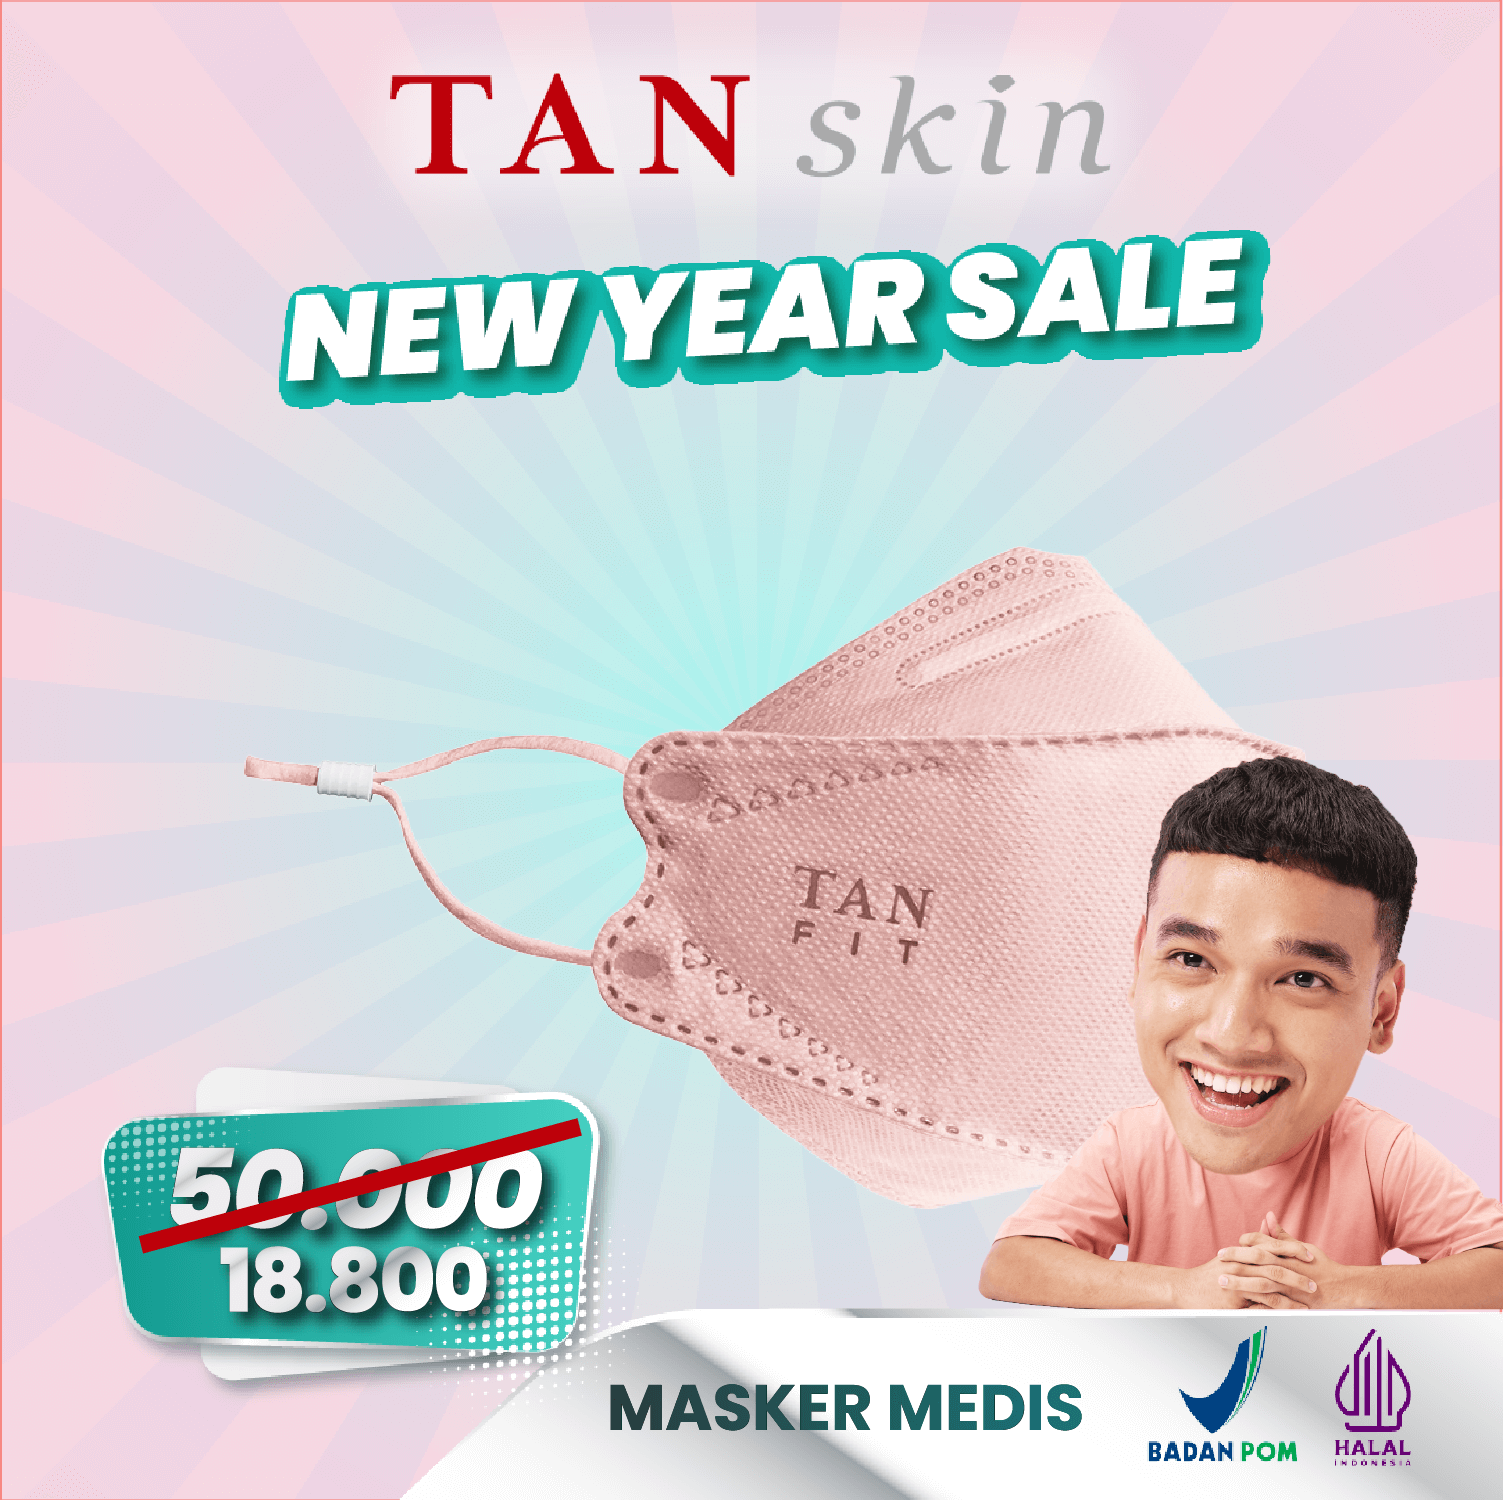 TAN skin
NEW YEAR SALE
TAN
FIT
50.000
18.800
MASKER MEDIS
BADAN POM
HALAL
INDONESIA